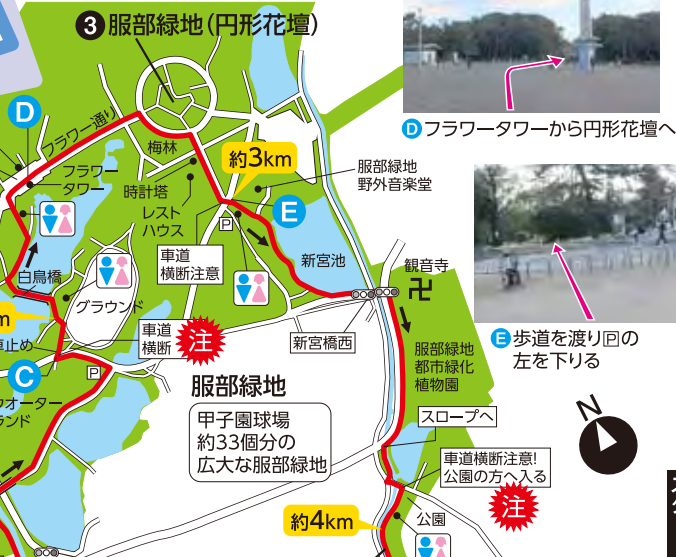 3 服部緑地(円形花壇)
D
フラワー通り
フラワー
タワー
梅林
約3km
時計塔
レスト
ハウス
服部緑地
野外音楽堂
P
E
車道
横断注意
新宮池
白鳥橋
グラウンド
観音寺
卍
車道
横断
注
新宮橋西
C
P
服部緑地
都市緑化
植物園
服部緑地
甲子園球場
約33個分の
広大な服部緑地
スロープへ
車道横断注意!
公園の方へ入る
注
約4km
公園
D フラワータワーから円形花壇へ
E 歩道を渡りPの
左を下りる
N